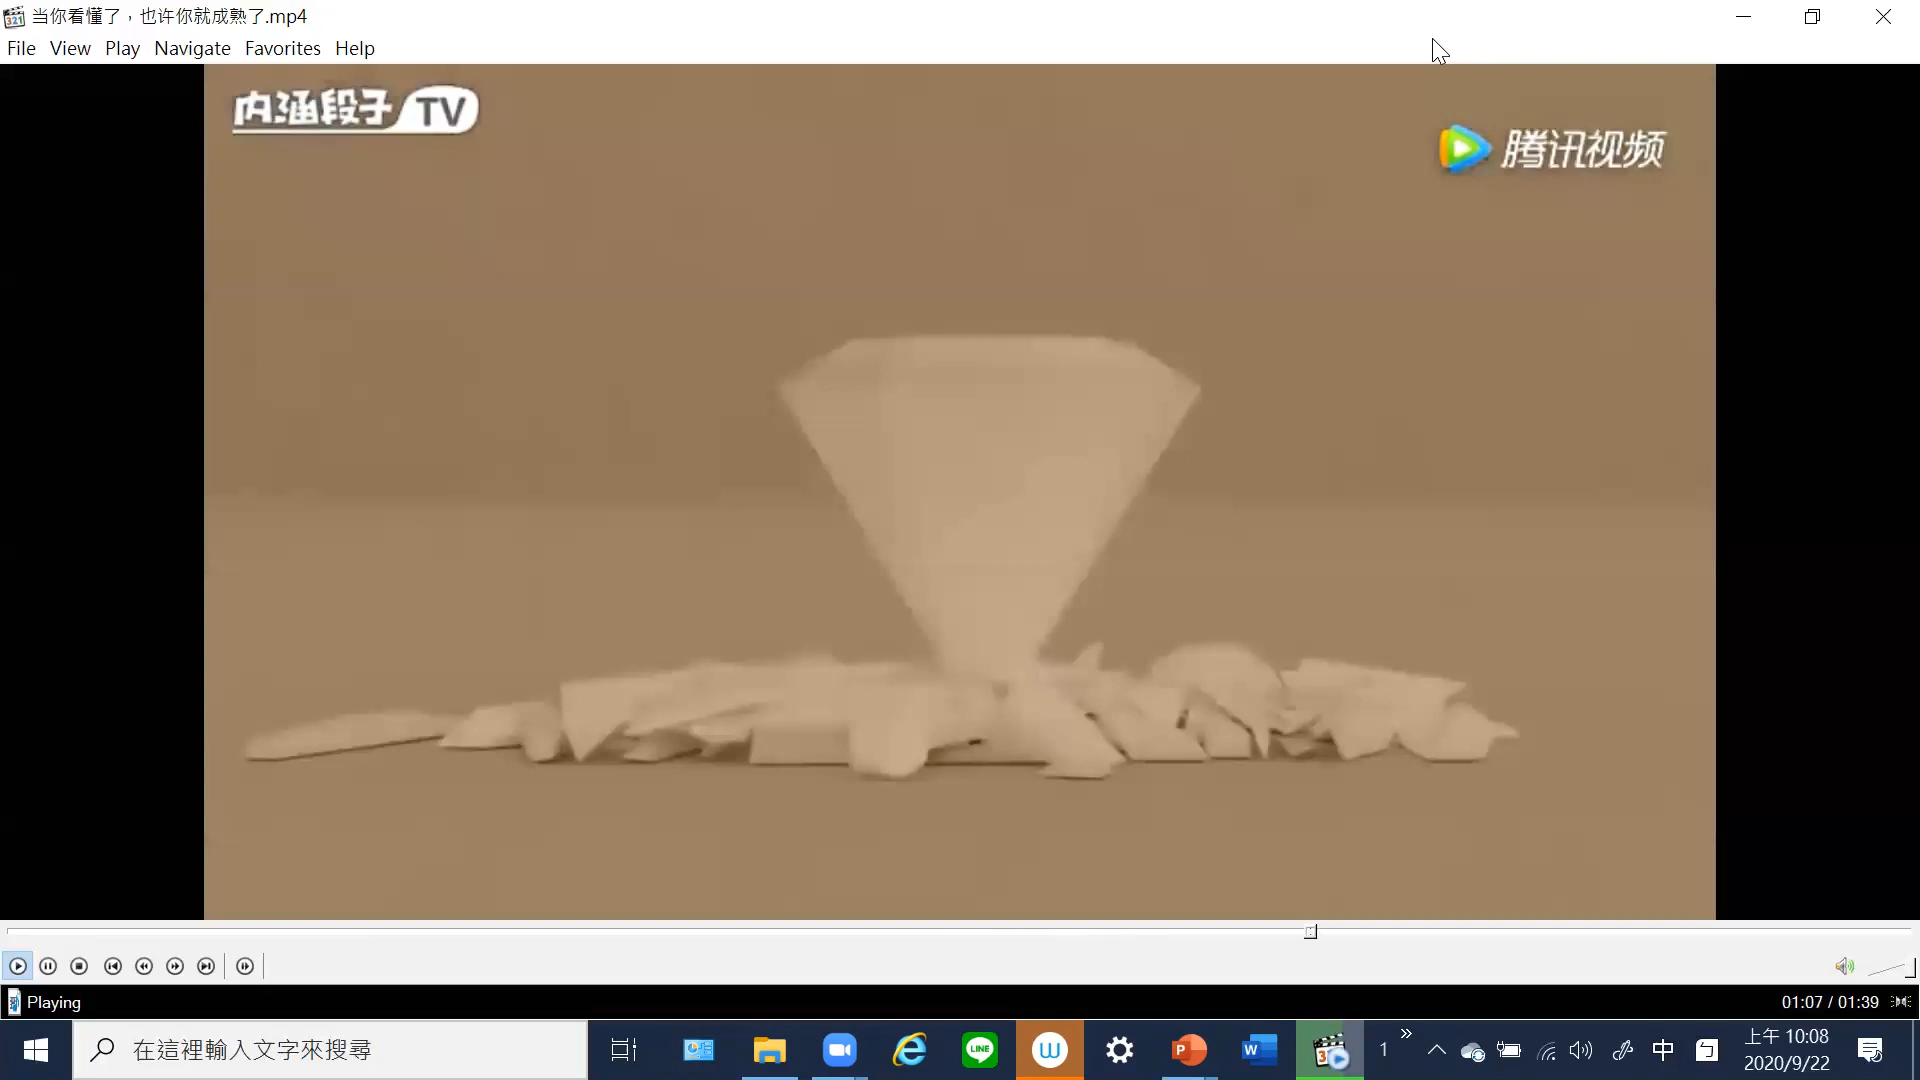 当你看懂了，也许你就成熟了.mp4
File View Play Navigate Favorites Help
内涵段子 TV
腾讯视频
Playing
01:07 / 01:39
在這裡輸入文字來搜尋
LINE
1
中
上午 10:08
2020/9/22